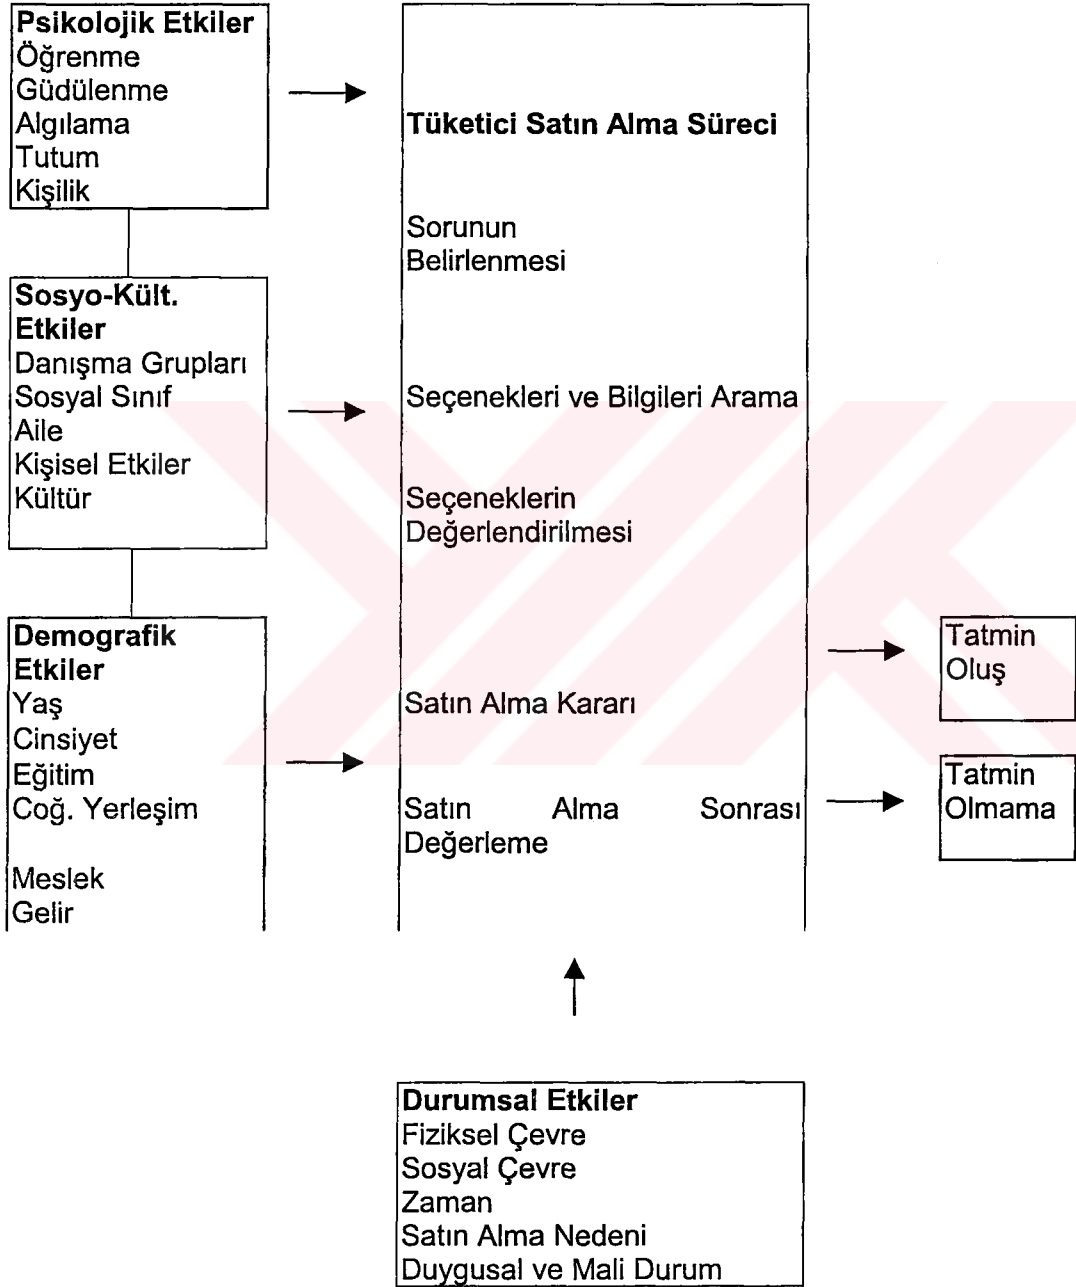 Psikolojik Etkiler
Öğrenme
Güdülenme
Algılama
Tutum
Kişilik
Sosyo-Kült.
Etkiler
Danışma Grupları
Sosyal Sınıf
Aile
Kişisel Etkiler
Kültür
Demografik
Etkiler
Yaş
Cinsiyet
Eğitim
Coğ. Yerleşim
Meslek
Gelir
Tüketici Satın Alma Süreci
Sorunun
Belirlenmesi
Seçenekleri ve Bilgileri Arama
Seçeneklerin
Değerlendirilmesi
Satın Alma Kararı
Satın Alma Sonrası
Değerleme
Tatmin
Oluş
Tatmin
Olmama
Durumsal Etkiler
Fiziksel Çevre
Sosyal Çevre
Zaman
Satın Alma Nedeni
Duygusal ve Mali Durum